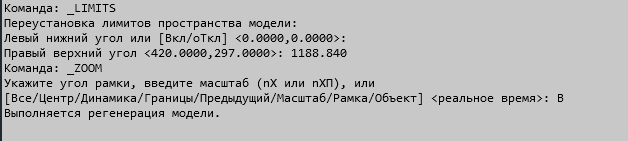 Команда: _LIMITS
Переустановка лимитов пространства модели:
Левый нижний угол или [Вкл/оТкл] <0.0000,0.0000>:
Правый верхний угол <420.0000,297.0000>: 1188.840
Команда: _ZOOM
Укажите угол рамки, введите масштаб (nX или nXП), или
[Все/Центр/Динамика/Границы/Предыдущий/Масштаб/Рамка/Объект] <реальное время>: В
Выполняется регенерация модели.